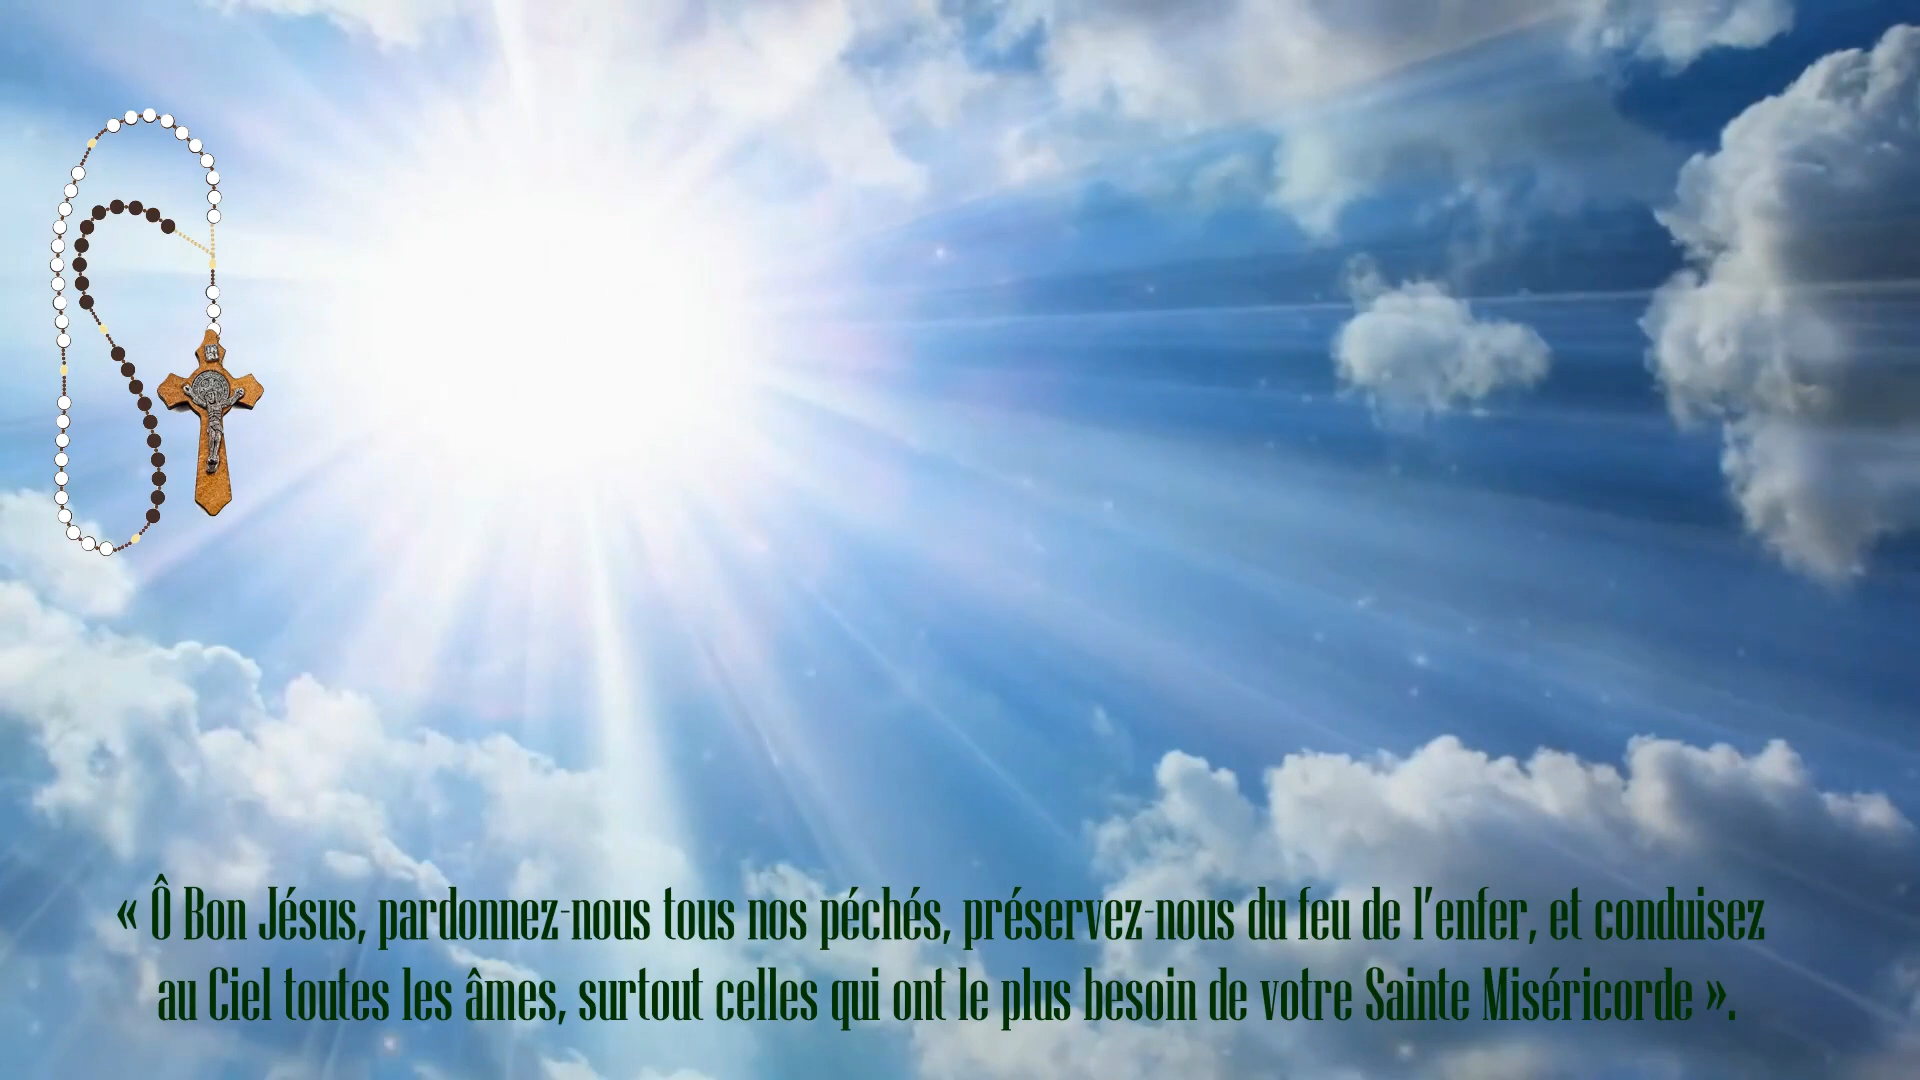 « Ô Bon Jésus, pardonnez-nous tous nos péchés, préservez-nous du feu de l’enfer, et conduisez
au Ciel toutes les âmes, surtout celles qui ont le plus besoin de votre Sainte Miséricorde ».